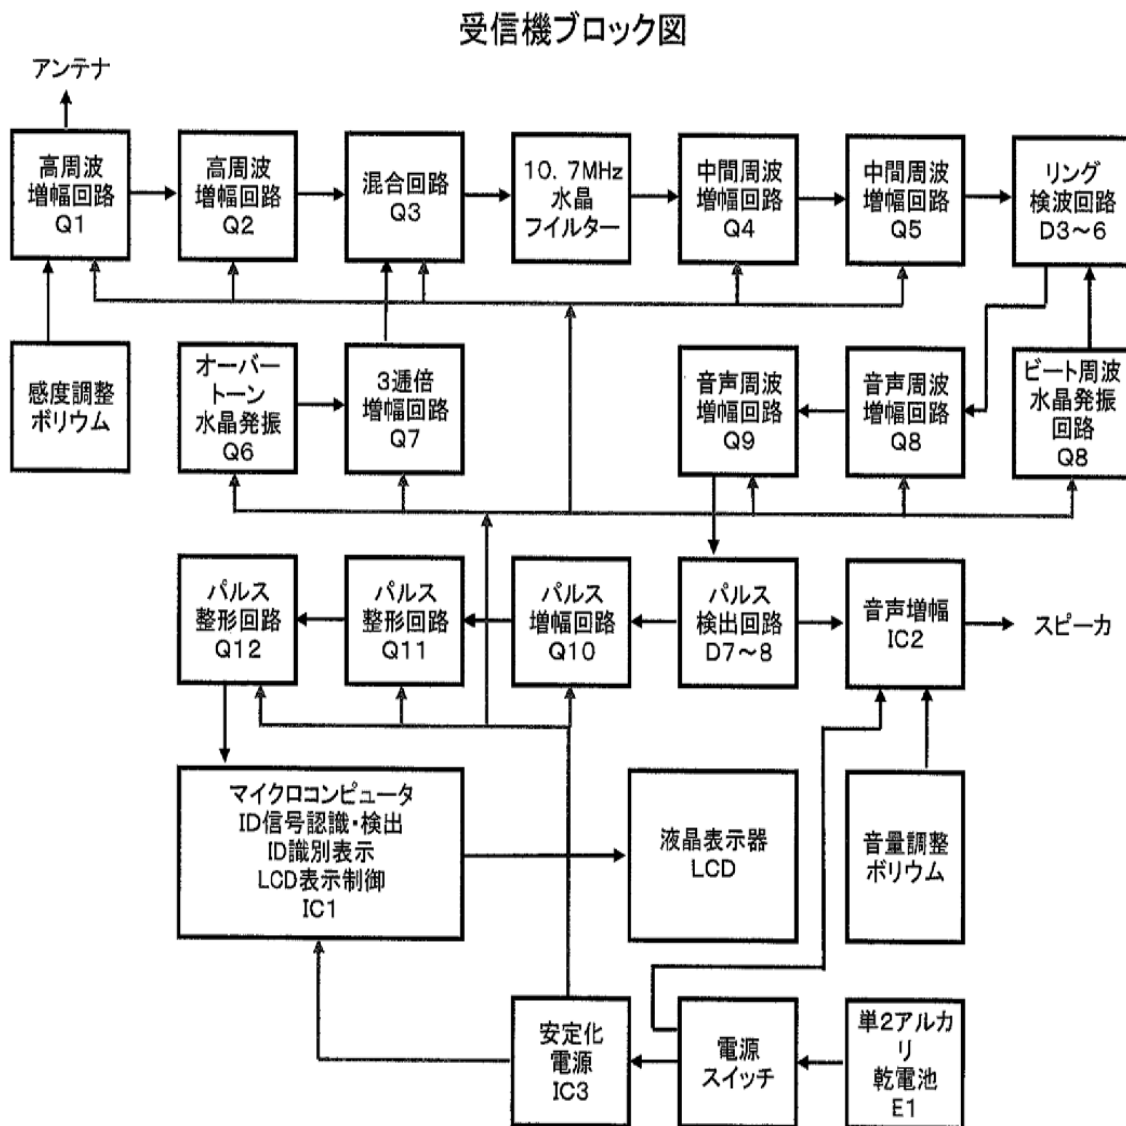 受信機ブロック図
アンテナ
高周波
増幅回路
Q1
高周波
増幅回路
Q2
混合回路
Q3
10.7MHz
水晶
フイルター
中間周波
増幅回路
Q4
中間周波
増幅回路
Q5
リング
検波回路
D3～6
感度調整
ボリウム
オーバー
トーン
水晶発振
Q6
3逓倍
増幅回路
Q7
音声周波
増幅回路
Q9
音声周波
増幅回路
Q8
ビート周波
水晶発振
回路
Q8
パルス
整形回路
Q12
パルス
整形回路
Q11
パルス
増幅回路
Q10
パルス
検出回路
D7～8
音声増幅
IC2
スピーカ
マイクロコンピュータ
ID信号認識・検出
ID識別表示
LCD表示制御
IC1
液晶表示器
LCD
音量調整
ボリウム
安定化
電源
IC3
電源
スイッチ
単2アルカ
リ
乾電池
E1